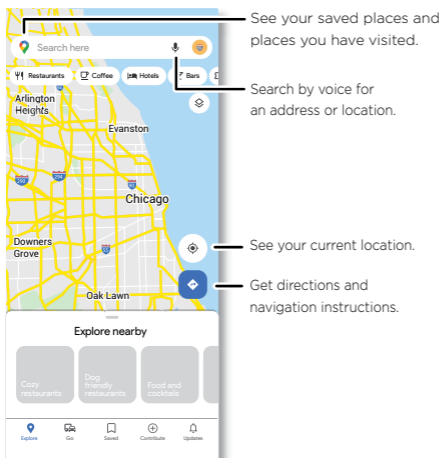 See your saved places and
places you have visited.
Search here
Restaurants Coffee Hotels Bars
Search by voice for
an address or location.
Arlington
Heights
Evanston
290
294
Chicago
See your current location.
Downers
Grove
Get directions and
navigation instructions.
Oak Lawn
Explore nearby
Cozy
restaurants
Dog
friendly
restaurants
Food and
cocktails
Explore Go Saved Contribute Updates